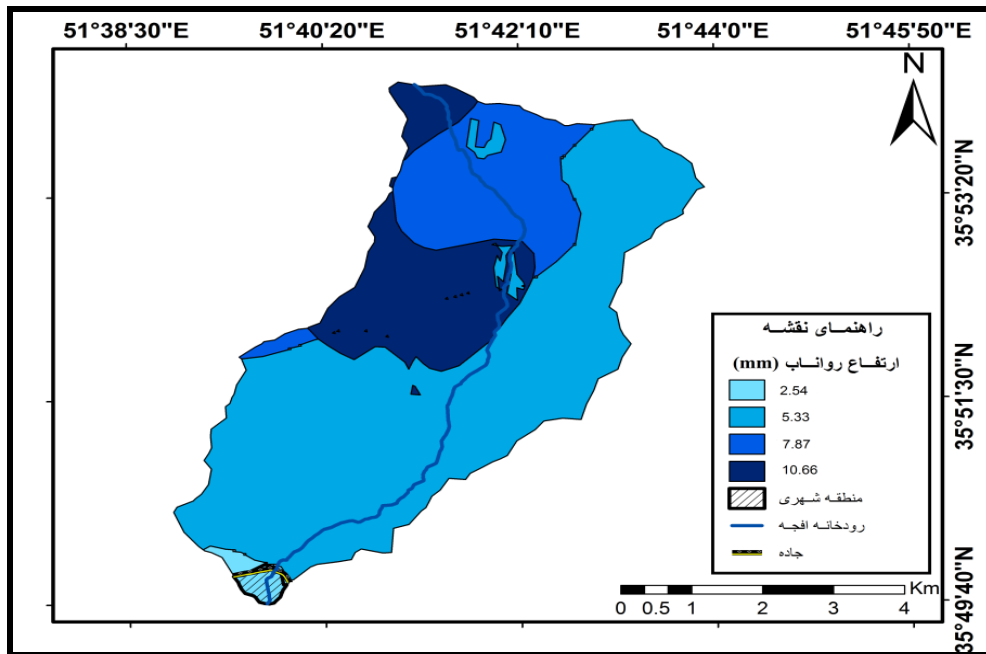 51°38'30"E 51°40'20"E 51°42'10"E 51°44'0"E 51°45'50"E
N
35°53'20"N
35°51'30"N
35°49'40"N
راهنمای نقشه
ارتفاع رواناب (mm)
2.54
5.33
7.87
10.66
منطقه شهری
رودخانه افجه
جاده
Km
0 0.5 1 2 3 4